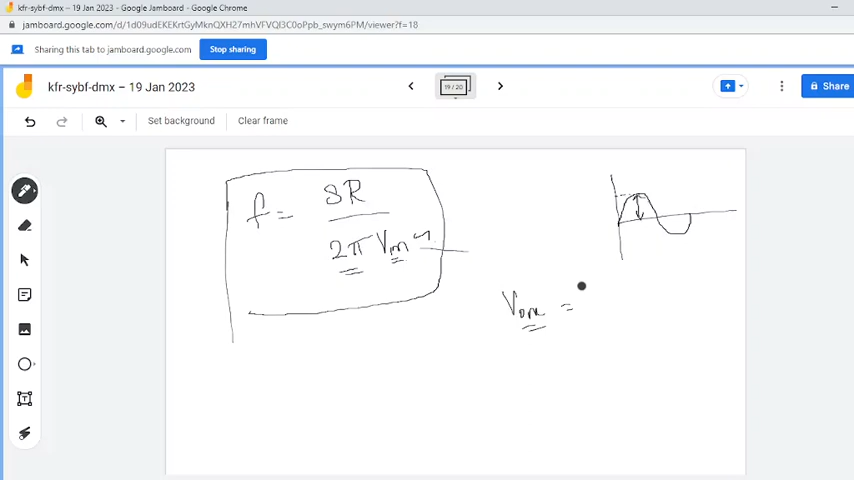 kfr-sybf-dmx – 19 Jan 2023 - Google Jamboard - Google Chrome
jamboard.google.com/d/1d09udEKEKrtGyMknQXH27mhVFVQI3C0oPpb_swym6PM/viewer?f=18
Sharing this tab to jamboard.google.com Stop sharing
kfr-sybf-dmx – 19 Jan 2023 19 / 20 Share
Set background Clear frame
f = SR
2π Vm
Vom =